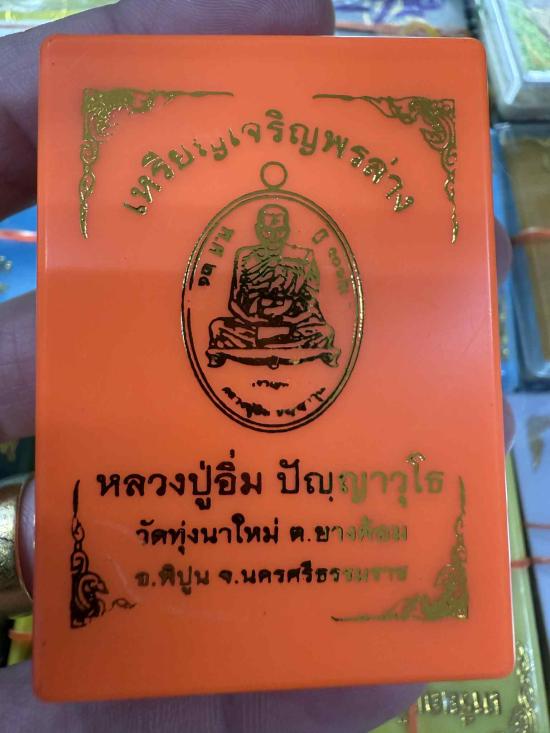 เหรียญเจริญพรล่าง
หลวงปู่อิ่ม ปัญฺญาวุโธ
วัดทุ่งนาใหม่ ต.ยางค้อม
อ.พิปูน จ.นครศรีธรรมราช